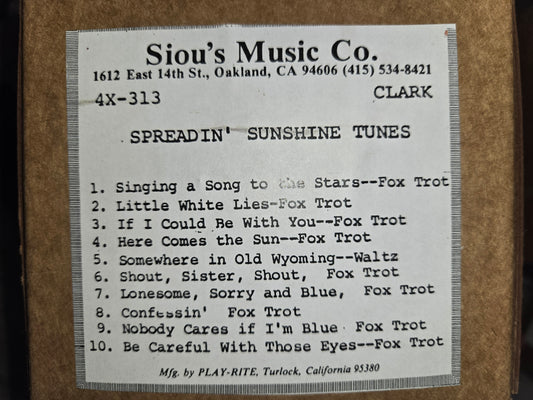 Siou's Music Co.
1612 East 14th St., Oakland, CA 94606 (415) 534-8421
4X-313 CLARK
SPREADIN' SUNSHINE TUNES
1. Singing a Song to the Stars--Fox Trot
2. Little White Lies-Fox Trot
3. If I Could Be With You--Fox Trot
4. Here Comes the Sun--Fox Trot
5. Somewhere in Old Wyoming--Waltz
6. Shout, Sister, Shout, Fox Trot
7. Lonesome, Sorry and Blue, Fox Trot
8. Confessin' Fox Trot
9. Nobody Cares if I'm Blue Fox Trot
10. Be Careful With Those Eyes--Fox Trot
Mfg. by PLAY-RITE, Turlock, California 95380